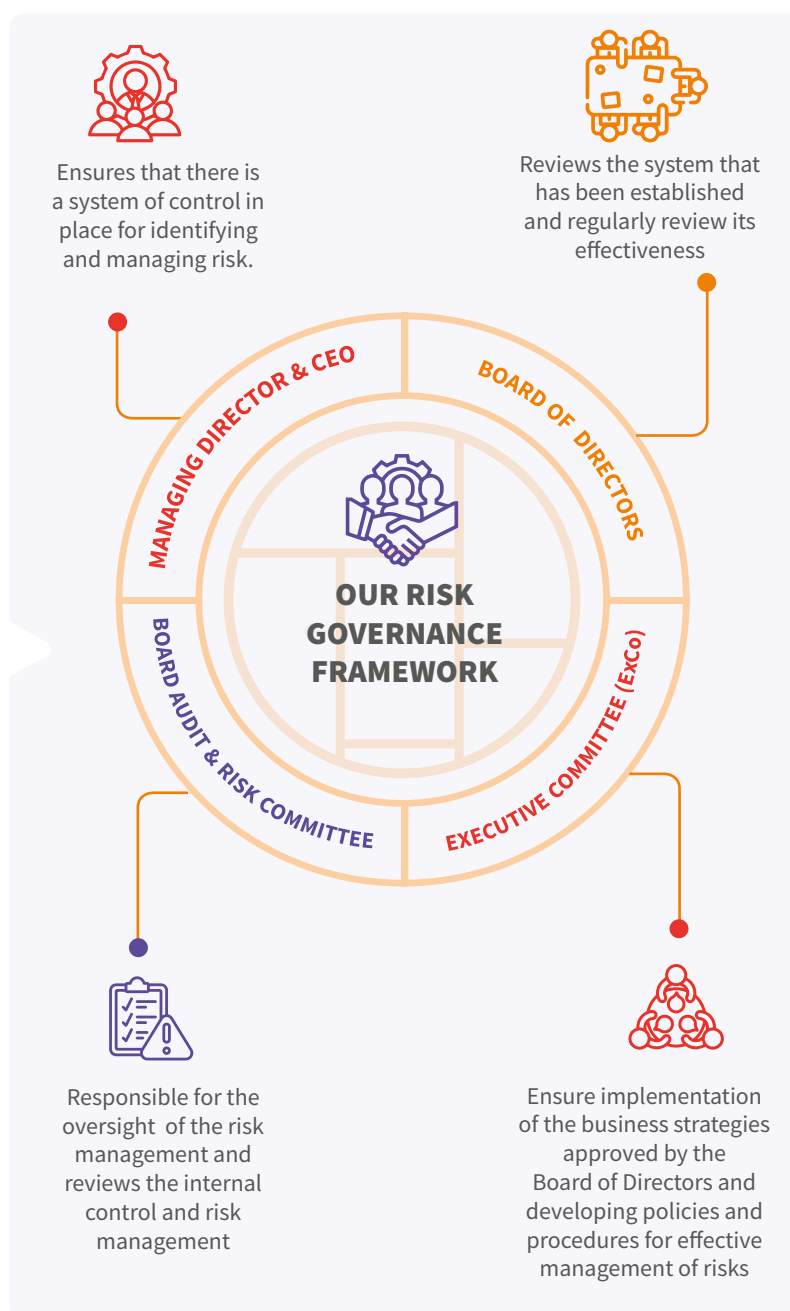 Ensures that there is
a system of control in
place for identifying
and managing risk.
Reviews the system that
has been established
and regularly review its
effectiveness
MANAGING DIRECTOR & CEO
BOARD OF DIRECTORS
OUR RISK
GOVERNANCE
FRAMEWORK
BOARD AUDIT & RISK COMMITTEE
EXECUTIVE COMMITTEE (ExCo)
Responsible for the
oversight of the risk
management and
reviews the internal
control and risk
management
Ensure implementation
of the business strategies
approved by the
Board of Directors and
developing policies and
procedures for effective
management of risks